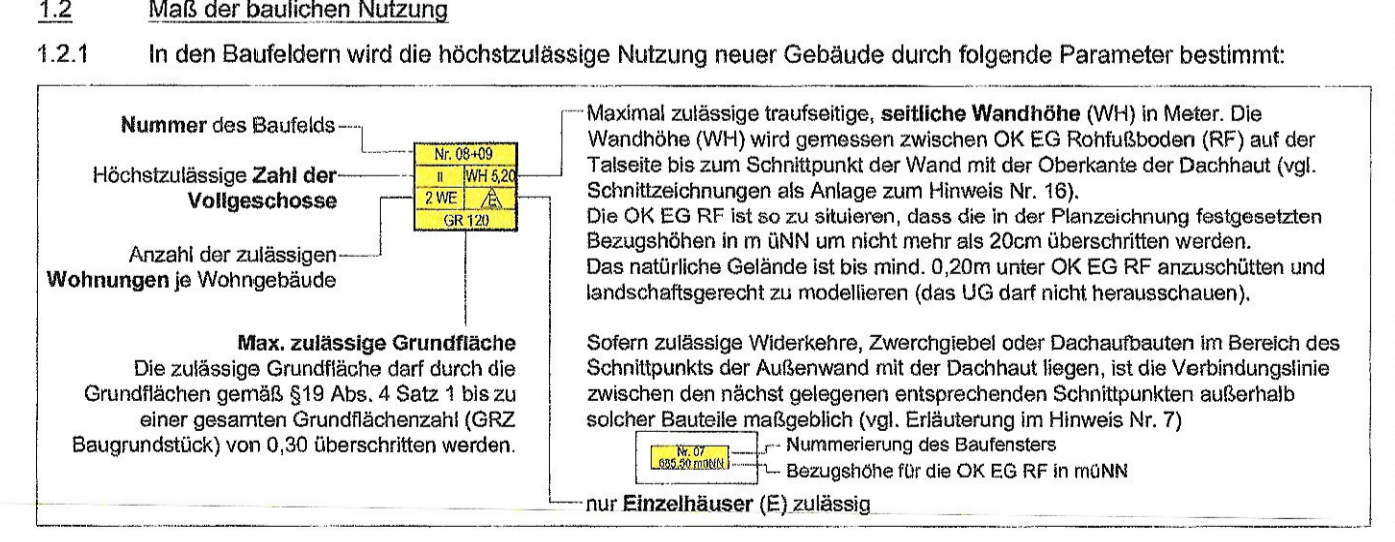 1.2 Maß der baulichen Nutzung
1.2.1 In den Baufeldern wird die höchstzulässige Nutzung neuer Gebäude durch folgende Parameter bestimmt:
Nummer des Baufelds
Höchstzulässige Zahl der
Vollgeschosse
Anzahl der zulässigen
Wohnungen je Wohngebäude
Nr. 08+09
II WH 5,20
2 WE E
GR 120
Max. zulässige Grundfläche
Die zulässige Grundfläche darf durch die
Grundflächen gemäß §19 Abs. 4 Satz 1 bis zu
einer gesamten Grundflächenzahl (GRZ
Baugrundstück) von 0,30 überschritten werden.
Maximal zulässige traufseitige, seitliche Wandhöhe (WH) in Meter. Die
Wandhöhe (WH) wird gemessen zwischen OK EG Rohfußboden (RF) auf der
Talseite bis zum Schnittpunkt der Wand mit der Oberkante der Dachhaut (vgl.
Schnittzeichnungen als Anlage zum Hinweis Nr. 16).
Die OK EG RF ist so zu situieren, dass die in der Planzeichnung festgesetzten
Bezugshöhen in m üNN um nicht mehr als 20cm überschritten werden.
Das natürliche Gelände ist bis mind. 0,20m unter OK EG RF anzuschütten und
landschaftsgerecht zu modellieren (das UG darf nicht herausschauen).
Sofern zulässige Widerkehre, Zwerchgiebel oder Dachaufbauten im Bereich des
Schnittpunkts der Außenwand mit der Dachhaut liegen, ist die Verbindungslinie
zwischen den nächst gelegenen entsprechenden Schnittpunkten außerhalb
solcher Bauteile maßgeblich (vgl. Erläuterung im Hinweis Nr. 7)
Nr. 07
685.50 müNN
Nummerierung des Baufensters
Bezugshöhe für die OK EG RF in müNN
nur Einzelhäuser (E) zulässig